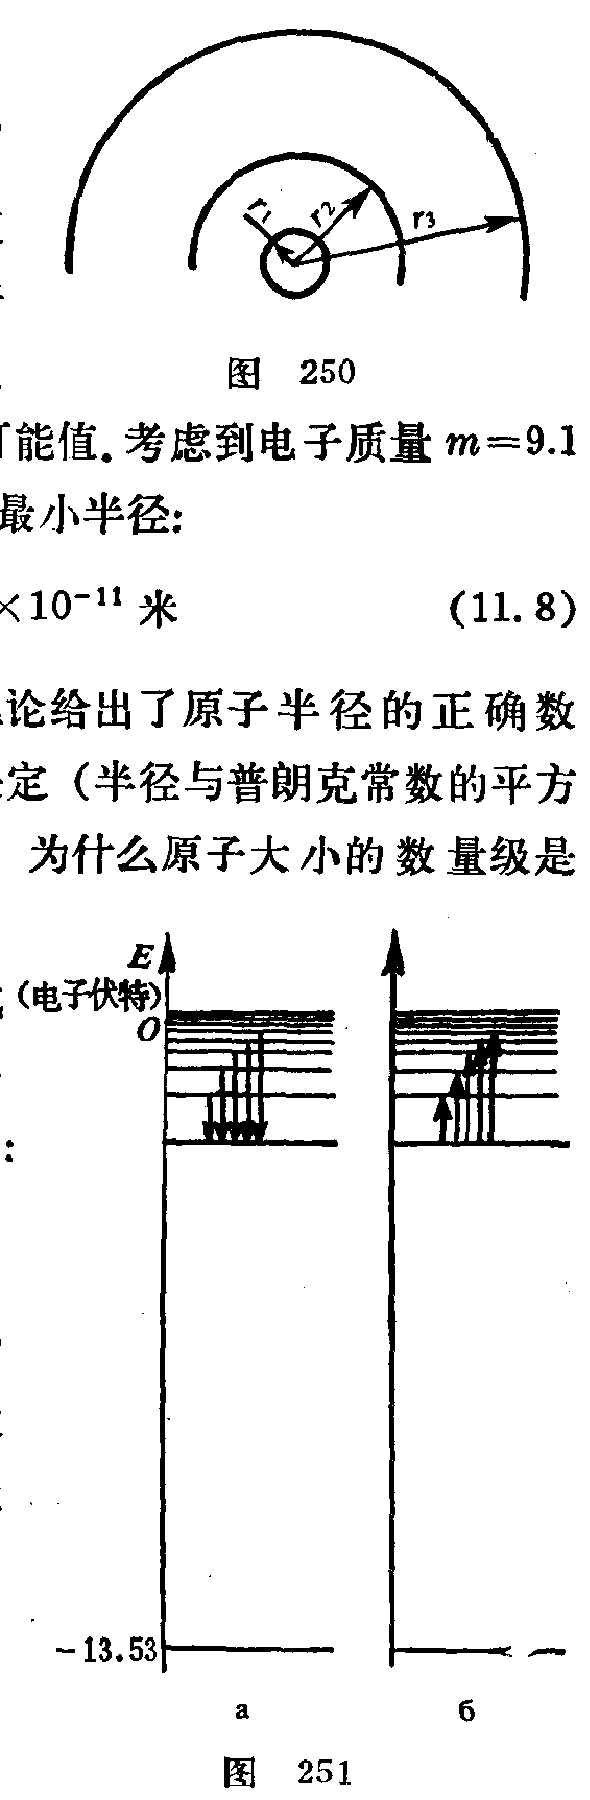 r₁ r₂ r₃
图 250
能值.考虑到电子质量 m=9.1
最小半径:
×10⁻¹¹ 米 (11.8)
论给出了原子半径的正确数
定（半径与普朗克常数的平方
为什么原子大小的数量级是
E
（电子伏特）
O
:
-13.53
a б
图 251